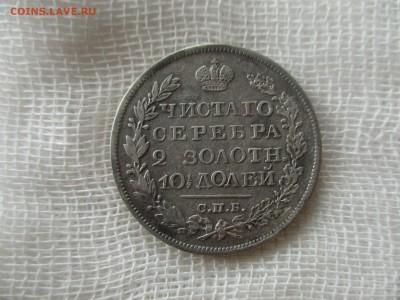 COINS.LAVE.RU
ЧИСТАГО
СЕРЕБРА
2 ЗОЛОТН.
10½ ДОЛЕЙ
С.П.Б.